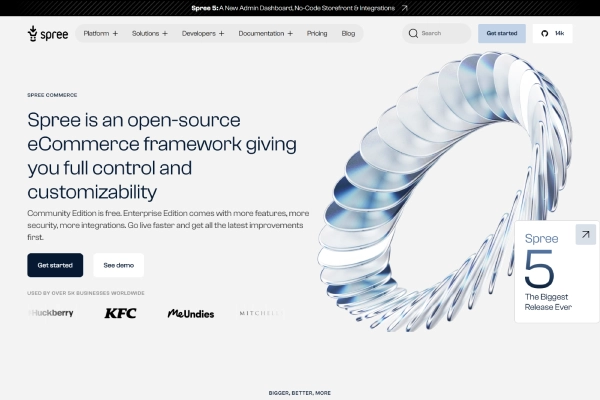 Spree 5: A New Admin Dashboard, No-Code Storefront & Integrations
spree
Platform + Solutions + Developers + Documentation + Pricing Blog
Search
Get started
14k
SPREE COMMERCE
Spree is an open-source
eCommerce framework giving
you full control and
customizability
Community Edition is free. Enterprise Edition comes with more features, more
security, more integrations. Go live faster and get all the latest improvements
first.
Get started
See demo
USED BY OVER 5K BUSINESSES WORLDWIDE
Huckberry
KFC
MeUndies
MITCHELL
Spree
5
The Biggest
Release Ever
BIGGER, BETTER, MORE